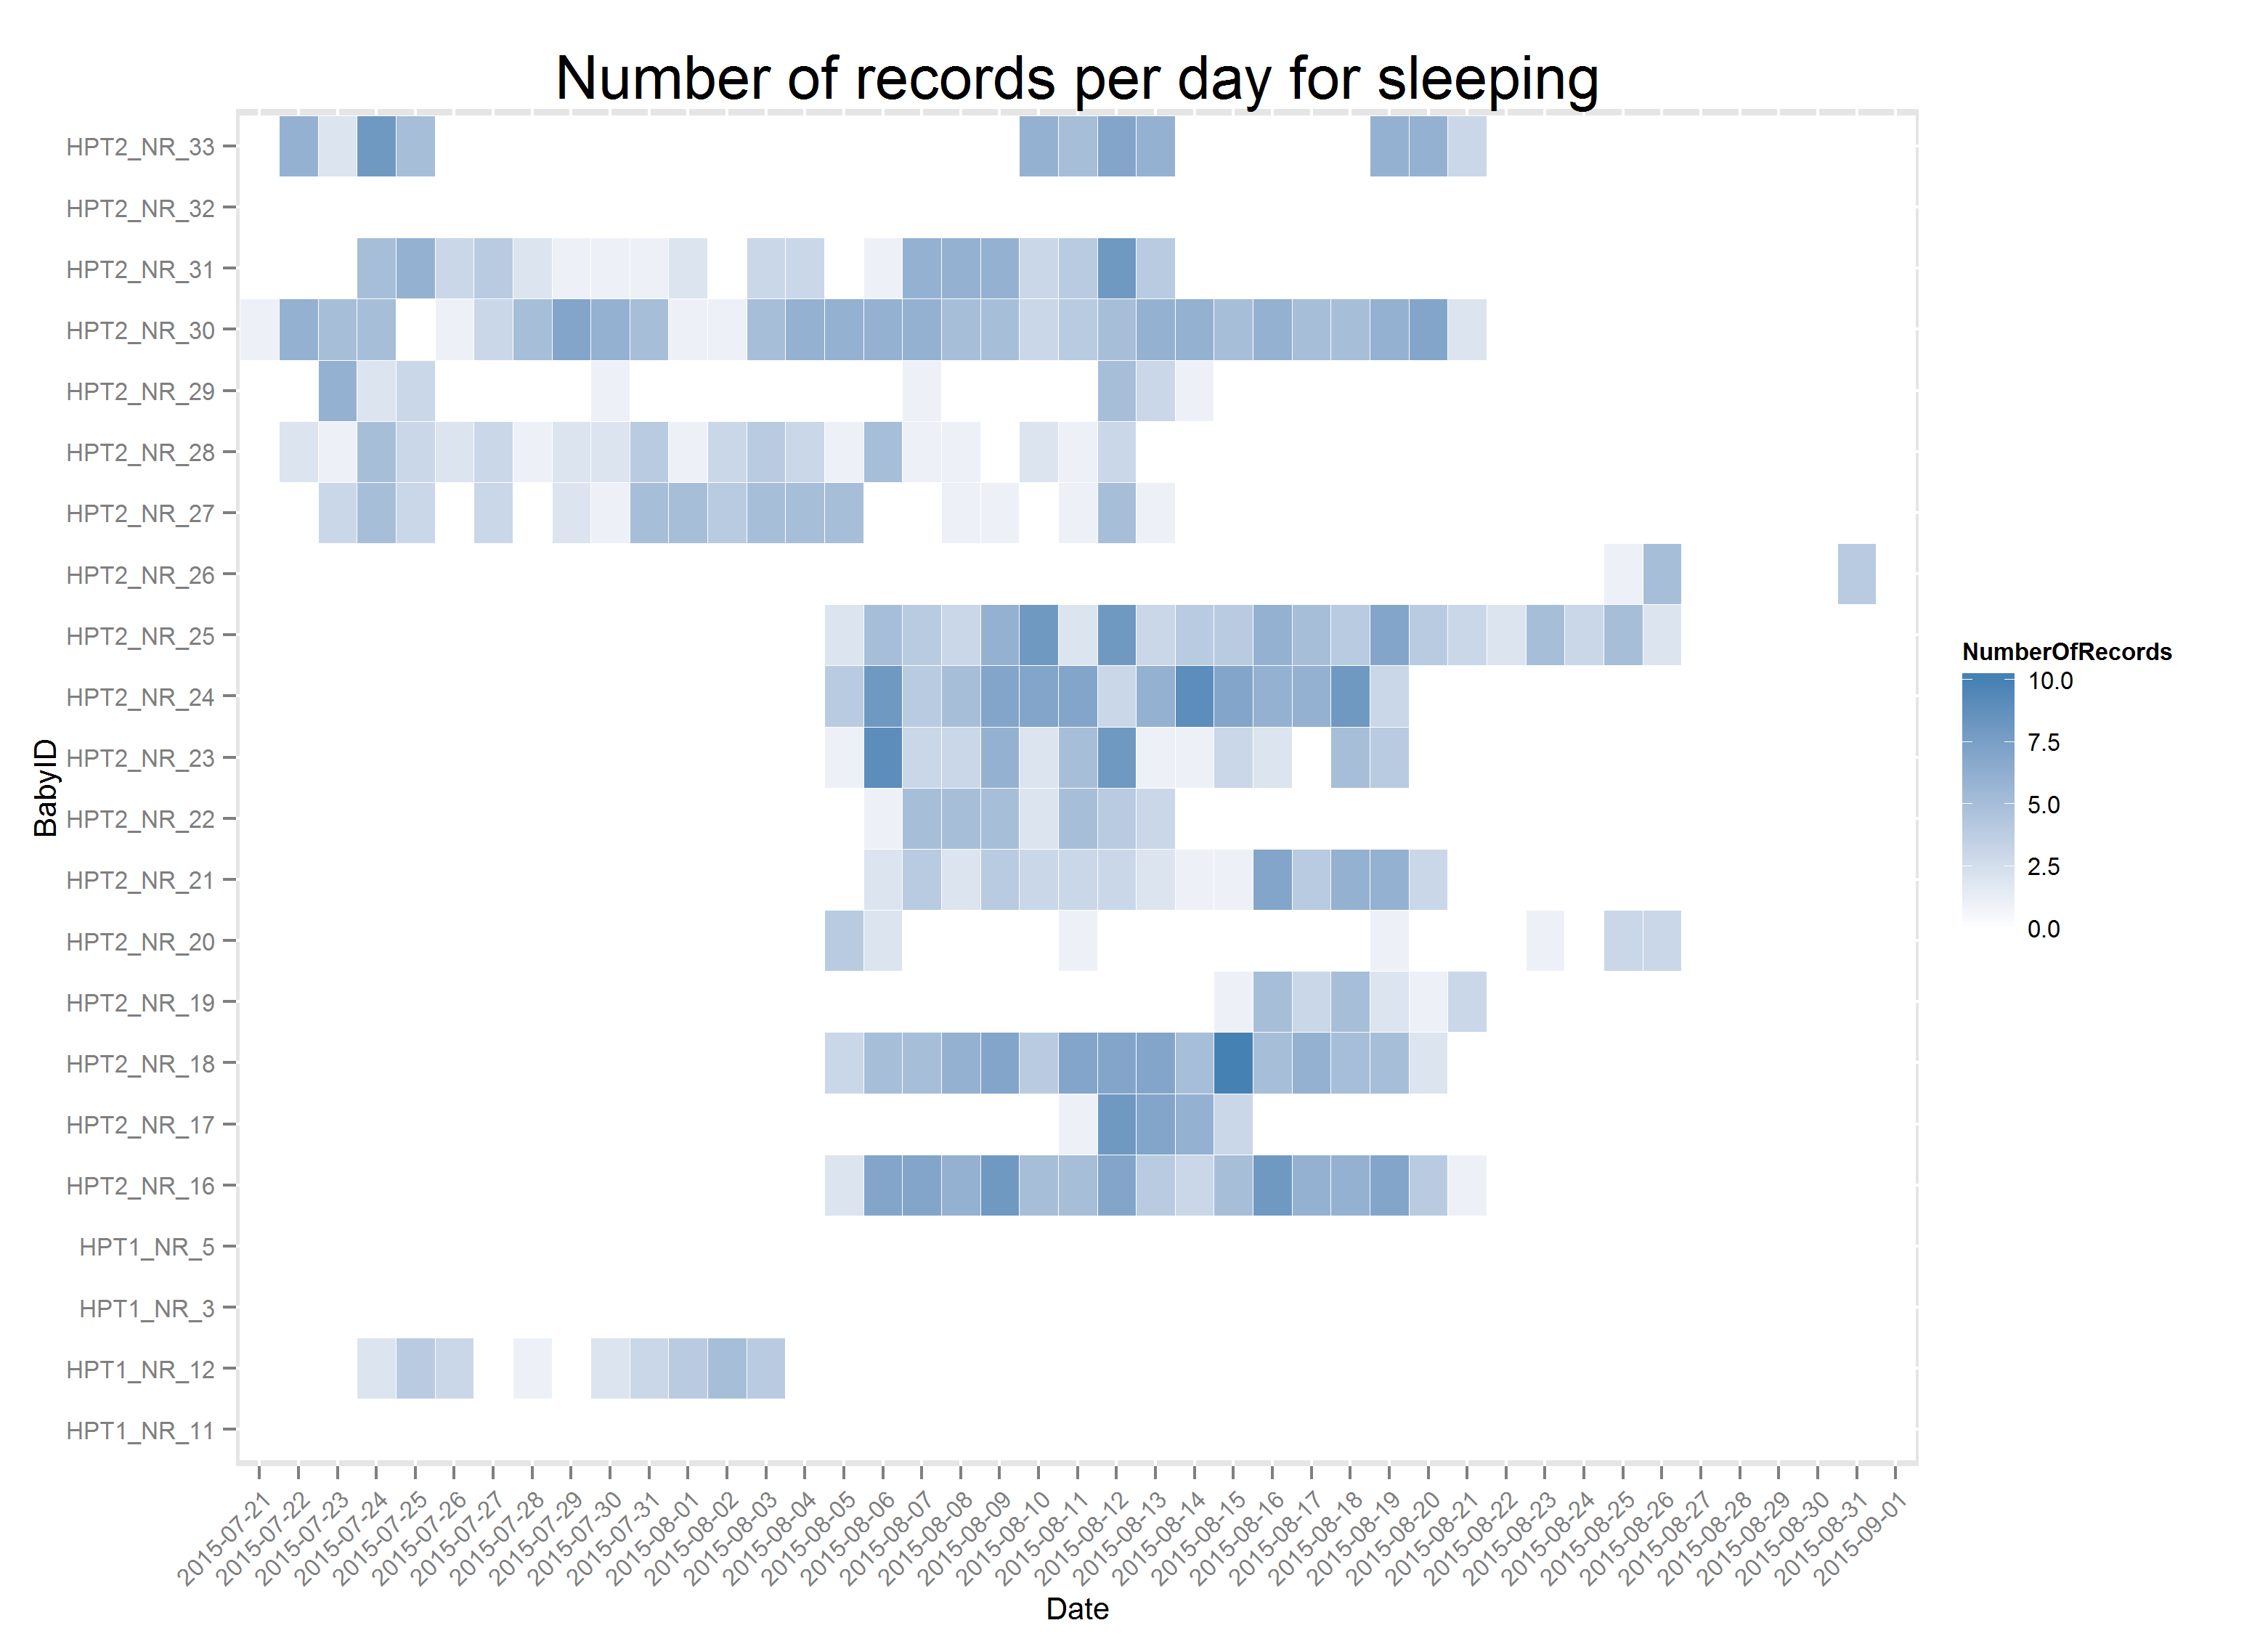 Number of records per day for sleeping
BabyID
HPT2_NR_33
HPT2_NR_32
HPT2_NR_31
HPT2_NR_30
HPT2_NR_29
HPT2_NR_28
HPT2_NR_27
HPT2_NR_26
HPT2_NR_25
HPT2_NR_24
HPT2_NR_23
HPT2_NR_22
HPT2_NR_21
HPT2_NR_20
HPT2_NR_19
HPT2_NR_18
HPT2_NR_17
HPT2_NR_16
HPT1_NR_5
HPT1_NR_3
HPT1_NR_12
HPT1_NR_11
2015-07-21
2015-07-22
2015-07-23
2015-07-24
2015-07-25
2015-07-26
2015-07-27
2015-07-28
2015-07-29
2015-07-30
2015-07-31
2015-08-01
2015-08-02
2015-08-03
2015-08-04
2015-08-05
2015-08-06
2015-08-07
2015-08-08
2015-08-09
2015-08-10
2015-08-11
2015-08-12
2015-08-13
2015-08-14
2015-08-15
2015-08-16
2015-08-17
2015-08-18
2015-08-19
2015-08-20
2015-08-21
2015-08-22
2015-08-23
2015-08-24
2015-08-25
2015-08-26
2015-08-27
2015-08-28
2015-08-29
2015-08-30
2015-08-31
2015-09-01
Date
NumberOfRecords
10.0
7.5
5.0
2.5
0.0